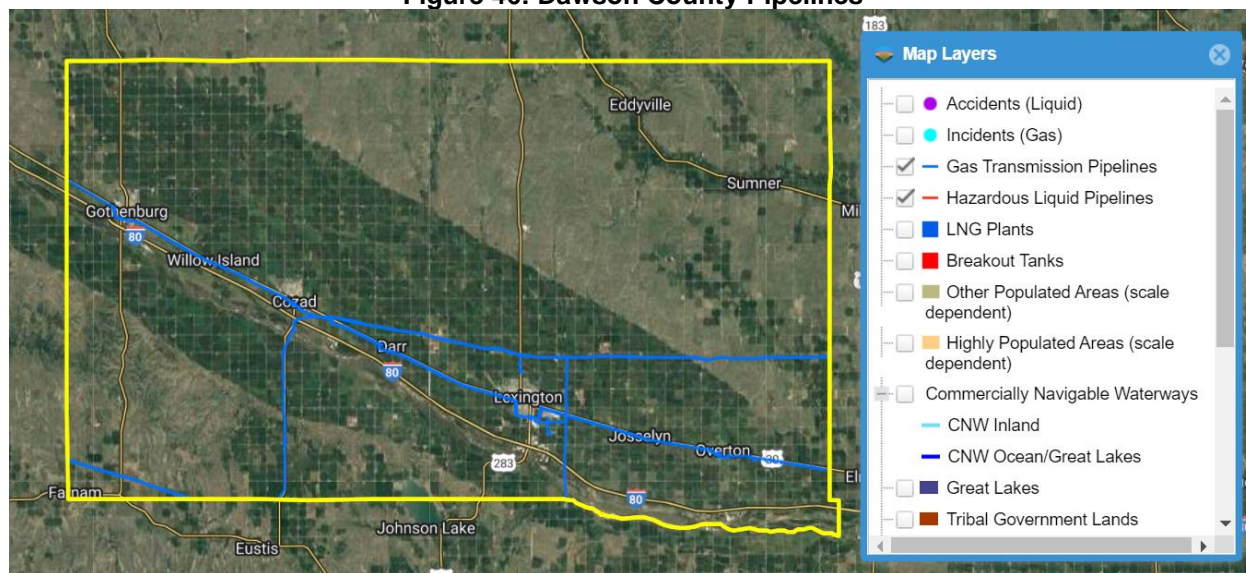 Figure 40: Dawson County Pipelines
183
Eddyville
Sumner
Mi
Gothenburg
80
Willow Island
Cozad
Darr
80
Lexington
Josselyn
Overton
30
283
El
Farnam
80
Johnson Lake
Eustis
Map Layers
Accidents (Liquid)
Incidents (Gas)
Gas Transmission Pipelines
Hazardous Liquid Pipelines
LNG Plants
Breakout Tanks
Other Populated Areas (scale
dependent)
Highly Populated Areas (scale
dependent)
Commercially Navigable Waterways
CNW Inland
CNW Ocean/Great Lakes
Great Lakes
Tribal Government Lands